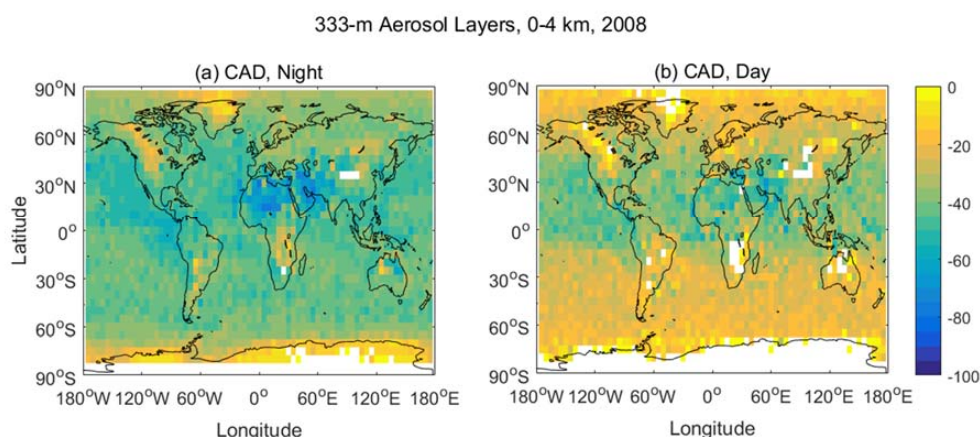 333-m Aerosol Layers, 0-4 km, 2008
(a) CAD, Night
(b) CAD, Day
90°N
60°N
30°N
0°
30°S
60°S
90°S
Latitude
180°W 120°W 60°W 0° 60°E 120°E 180°E
Longitude
90°N
60°N
30°N
0°
30°S
60°S
90°S
180°W 120°W 60°W 0° 60°E 120°E 180°E
Longitude
0
-20
-40
-60
-80
-100